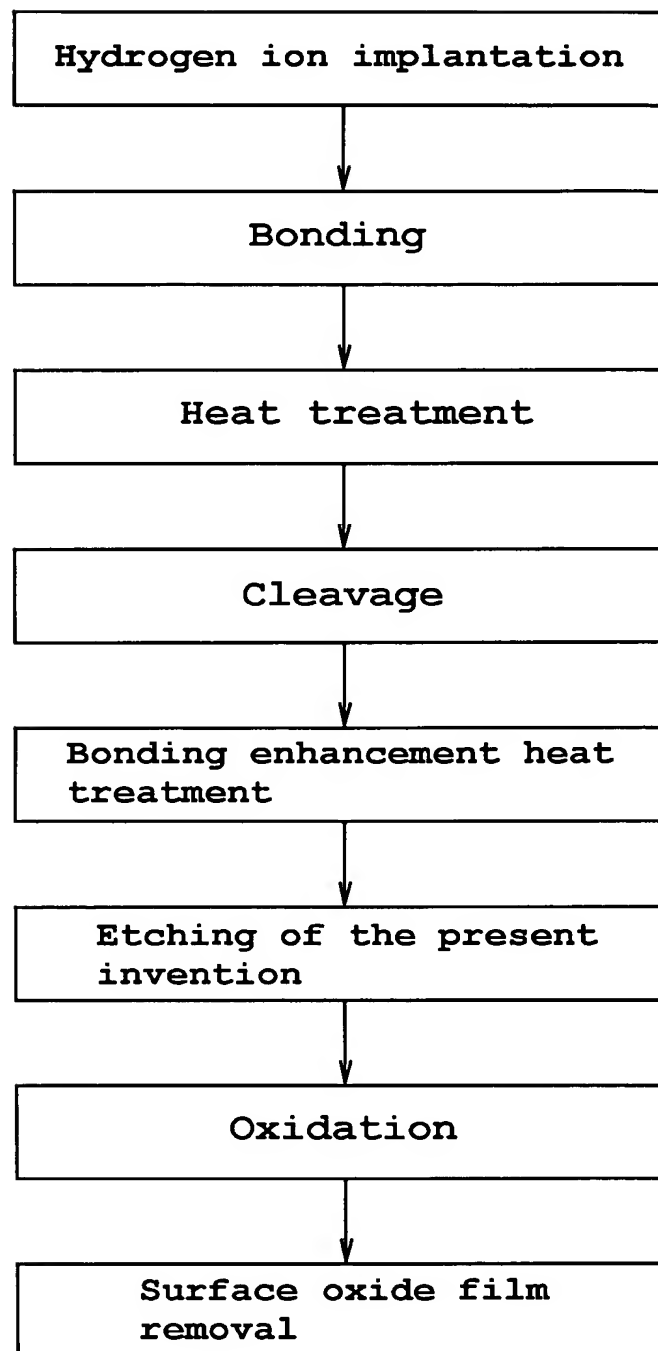 Hydrogen ion implantation
Bonding
Heat treatment
Cleavage
Bonding enhancement heat
treatment
Etching of the present
invention
Oxidation
Surface oxide film
removal